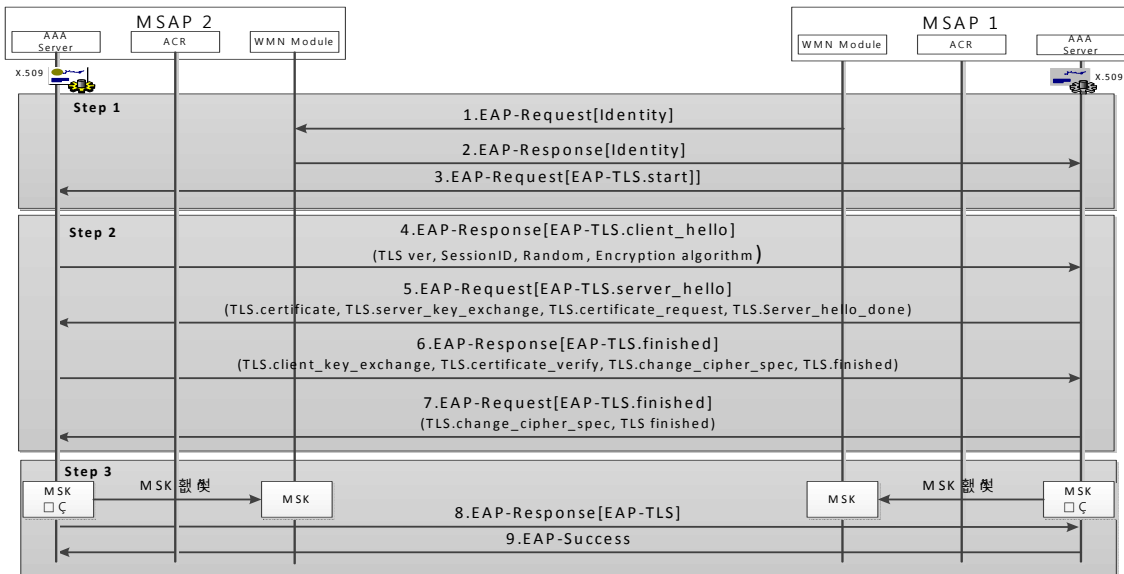 MSAP 2
AAA
Server
ACR
WMN Module
MSAP 1
WMN Module
ACR
AAA
Server
X.509
X.509
Step 1
1.EAP-Request[Identity]
2.EAP-Response[Identity]
3.EAP-Request[EAP-TLS.start]]
Step 2
4.EAP-Response[EAP-TLS.client_hello]
(TLS ver, SessionID, Random, Encryption algorithm)
5.EAP-Request[EAP-TLS.server_hello]
(TLS.certificate, TLS.server_key_exchange, TLS.certificate_request, TLS.Server_hello_done)
6.EAP-Response[EAP-TLS.finished]
(TLS.client_key_exchange, TLS.certificate_verify, TLS.change_cipher_spec, TLS.finished)
7.EAP-Request[EAP-TLS.finished]
(TLS.change_cipher_spec, TLS finished)
Step 3
MSK
MSK
MSK
MSK
MSK
MSK
8.EAP-Response[EAP-TLS]
9.EAP-Success